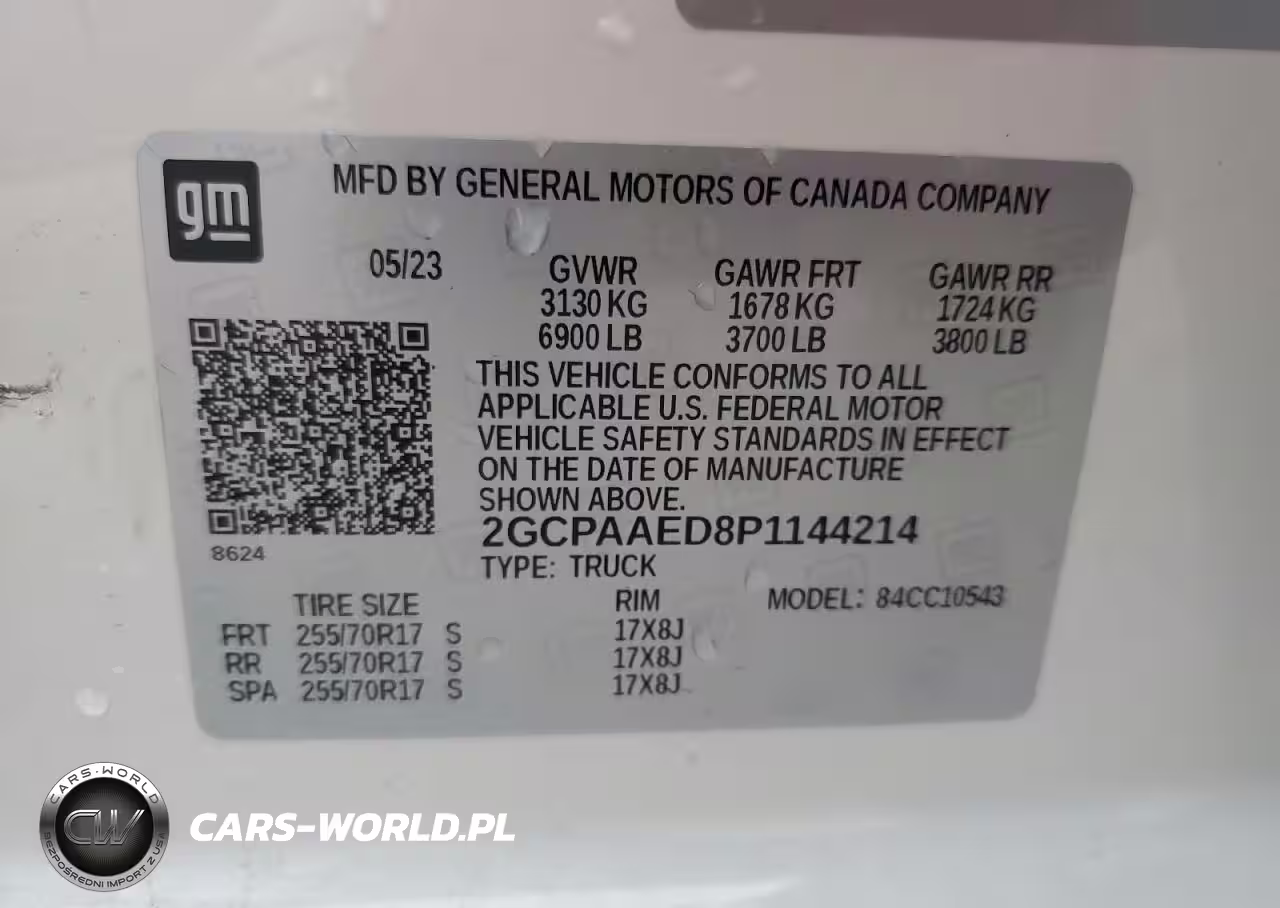 gm
MFD BY GENERAL MOTORS OF CANADA COMPANY
05/23 GVWR GAWR FRT GAWR RR
3130 KG 1678 KG 1724 KG
6900 LB 3700 LB 3800 LB
THIS VEHICLE CONFORMS TO ALL
APPLICABLE U.S. FEDERAL MOTOR
VEHICLE SAFETY STANDARDS IN EFFECT
ON THE DATE OF MANUFACTURE
SHOWN ABOVE.
2GCPAAED8P1144214
8624
TYPE: TRUCK
TIRE SIZE RIM MODEL: 84CC10543
FRT 255/70R17 S 17X8J
RR 255/70R17 S 17X8J
SPA 255/70R17 S 17X8J
CARS-WORLD
CW
BEZPOŚREDNI IMPORT Z USA
CARS-WORLD.PL